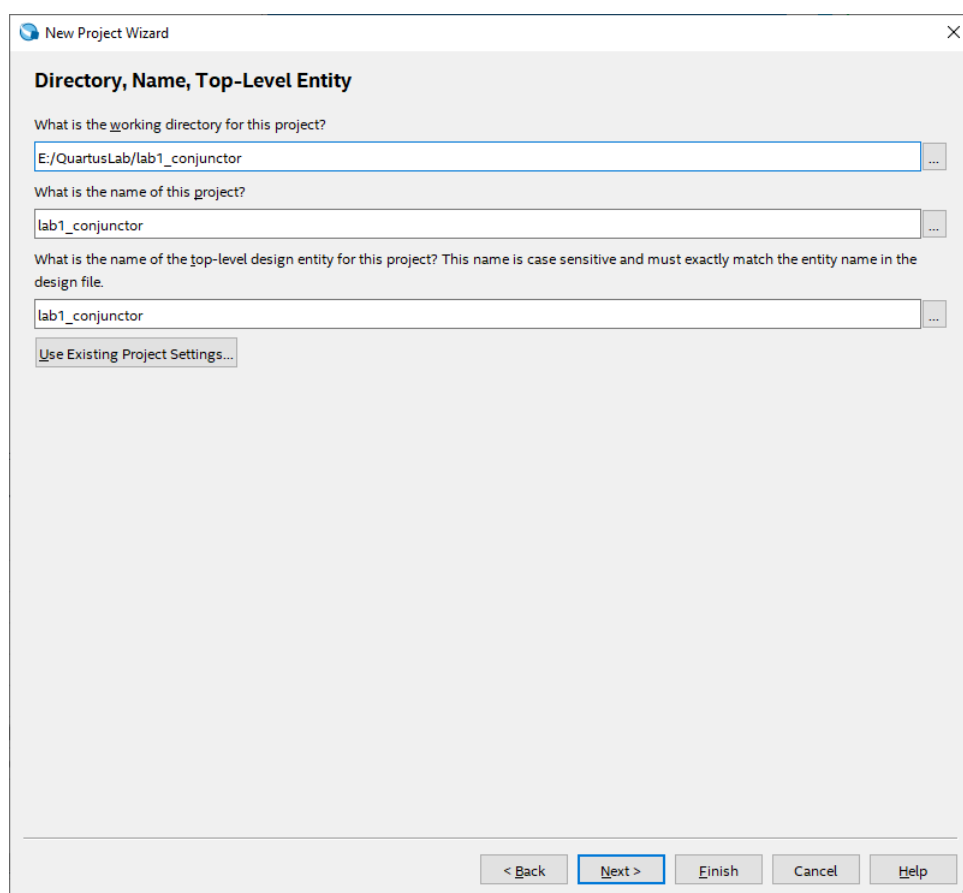 New Project Wizard
Directory, Name, Top-Level Entity
What is the working directory for this project?
E:/QuartusLab/lab1_conjunctor
...
What is the name of this project?
lab1_conjunctor
...
What is the name of the top-level design entity for this project? This name is case sensitive and must exactly match the entity name in the
design file.
lab1_conjunctor
...
Use Existing Project Settings...
< Back
Next >
Finish
Cancel
Help